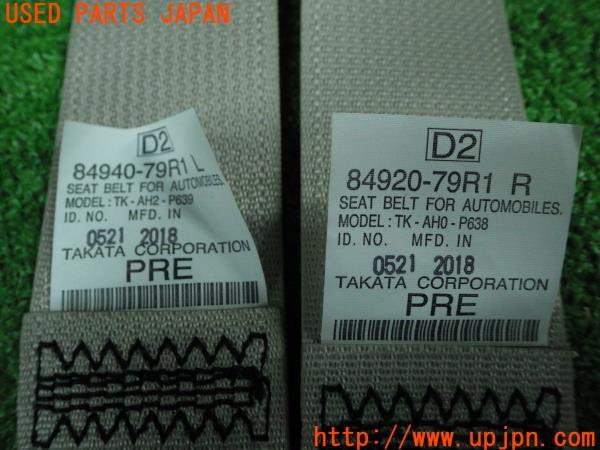 USED PARTS JAPAN
D2
84940-79R1 L
SEAT BELT FOR AUTOMOBILES.
MODEL:TK-AH2-P639
ID.NO. MFD.IN
0521 2018
TAKATA CORPORATION
PRE
D2
84920-79R1 R
SEAT BELT FOR AUTOMOBILES.
MODEL:TK-AH0-P638
ID.NO. MFD.IN
0521 2018
TAKATA CORPORATION
PRE
UPJ - www.upjpn.com -